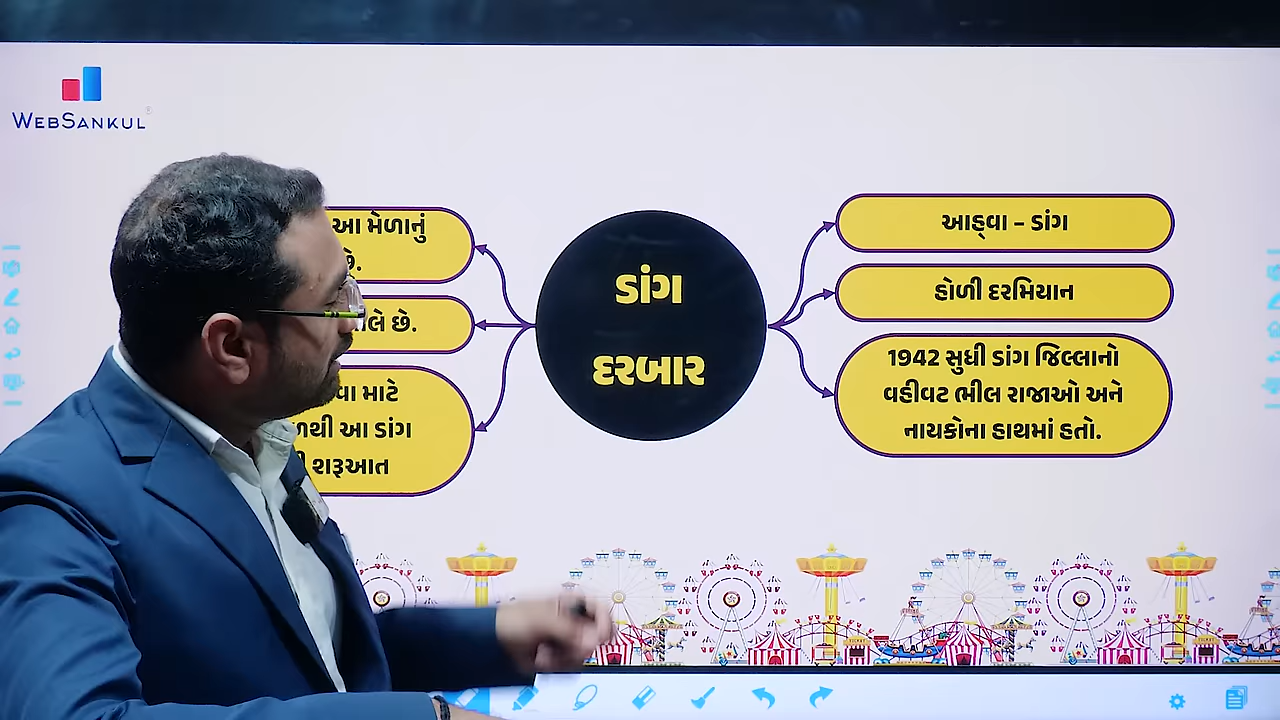 WEBSANKUL
આ મેળાનું
છે.
લે છે.
વા માટે
થી આ ડાંગ
શરૂઆત
ડાંગ
દરબાર
આહ્વા – ડાંગ
હોળી દરમિયાન
1942 સુધી ડાંગ જિલ્લાનો
વહીવટ ભીલ રાજાઓ અને
નાયકોના હાથમાં હતો.